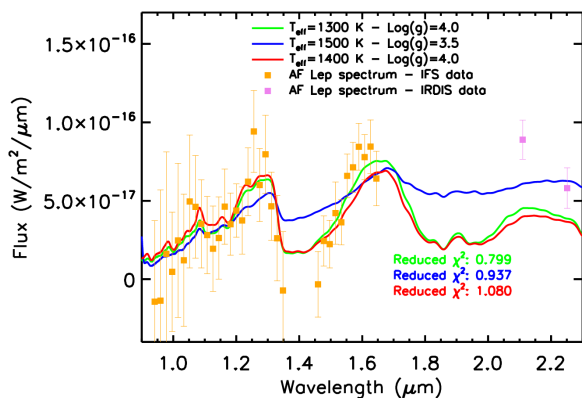 T_eff=1300 K - Log(g)=4.0
T_eff=1500 K - Log(g)=3.5
T_eff=1400 K - Log(g)=4.0
AF Lep spectrum - IFS data
AF Lep spectrum - IRDIS data
1.5×10⁻¹⁶
1.0×10⁻¹⁶
5.0×10⁻¹⁷
0
Flux (W/m²/μm)
Reduced χ²: 0.799
Reduced χ²: 0.937
Reduced χ²: 1.080
1.0 1.2 1.4 1.6 1.8 2.0 2.2
Wavelength (μm)